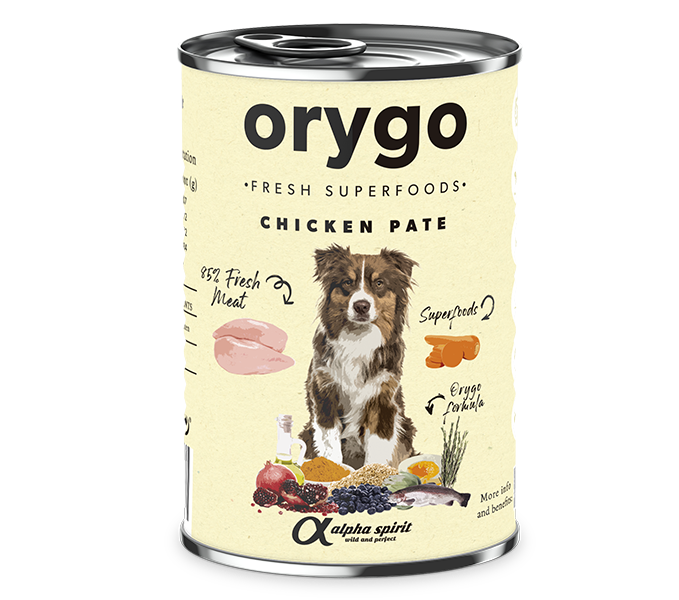 orygo
•FRESH SUPERFOODS•
CHICKEN PATE
85% Fresh
Meat
Superfoods
Orygo
Formula
More info
and benefits:
alpha spirit
wild and perfect